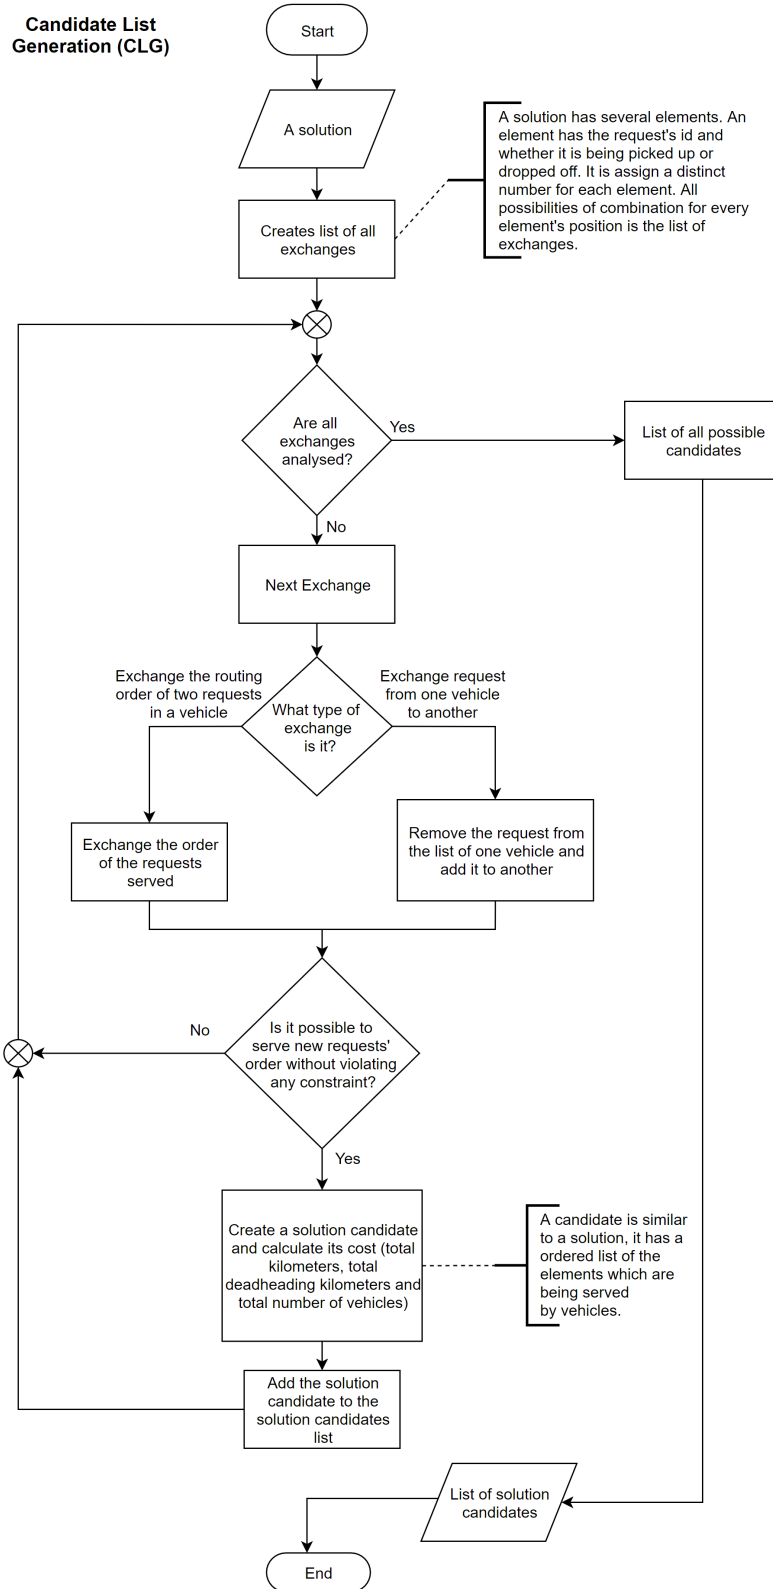 Candidate List
Generation (CLG)
Start
A solution
A solution has several elements. An
element has the request's id and
whether it is being picked up or
dropped off. It is assign a distinct
number for each element. All
possibilities of combination for every
element's position is the list of
exchanges.
Creates list of all
exchanges
Are all
exchanges
analysed?
Yes
List of all possible
candidates
No
Next Exchange
Exchange the routing
order of two requests
in a vehicle
What type of
exchange
is it?
Exchange request
from one vehicle
to another
Exchange the order
of the requests
served
Remove the request from
the list of one vehicle and
add it to another
Is it possible to
serve new requests'
order without violating
any constraint?
No
Yes
Create a solution candidate
and calculate its cost (total
kilometers, total
deadheading kilometers and
total number of vehicles)
A candidate is similar
to a solution, it has a
ordered list of the
elements which are
being served
by vehicles.
Add the solution
candidate to the
solution candidates
list
List of solution
candidates
End